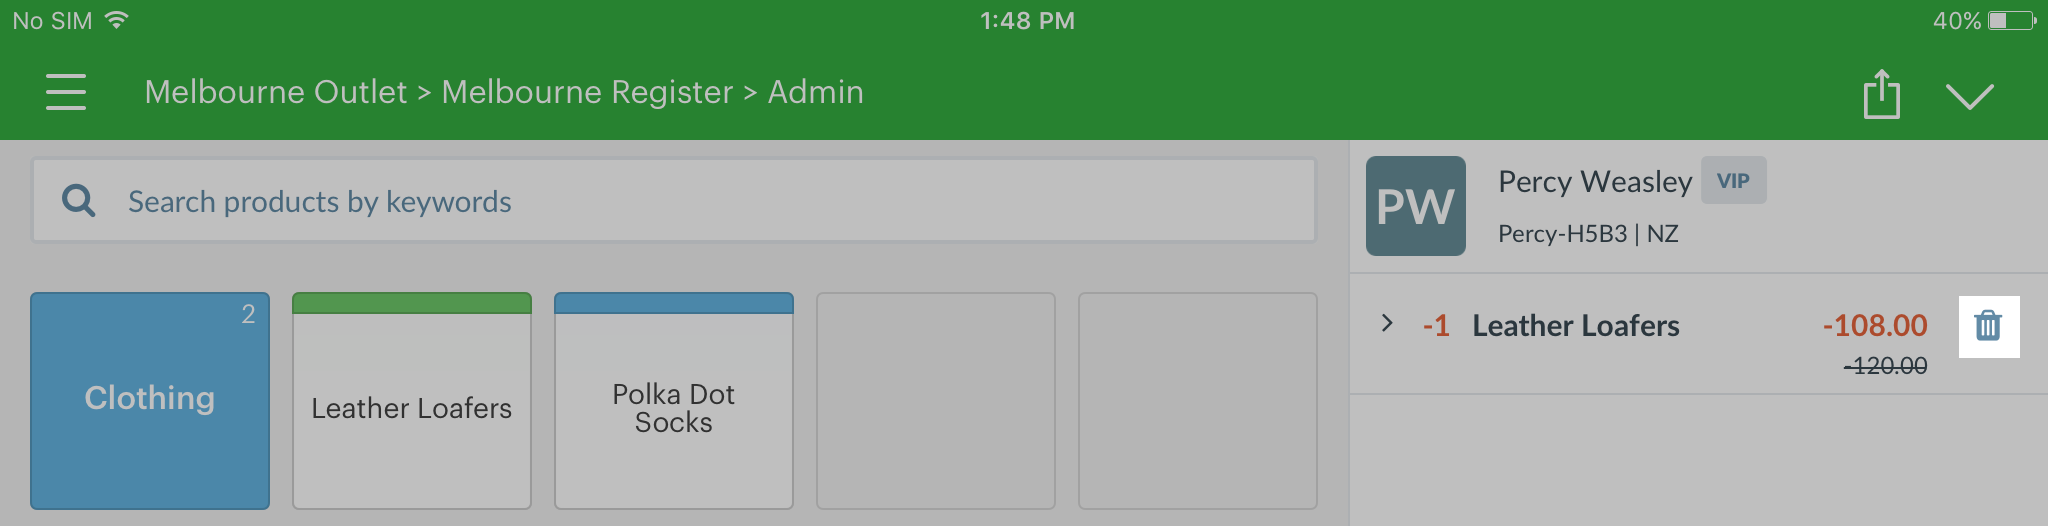 No SIM 1:48 PM 40%
Melbourne Outlet > Melbourne Register > Admin
Search products by keywords
PW
Percy Weasley VIP
Percy-H5B3 | NZ
2
Clothing
Leather Loafers
Polka Dot
Socks
> -1 Leather Loafers -108.00
-120.00